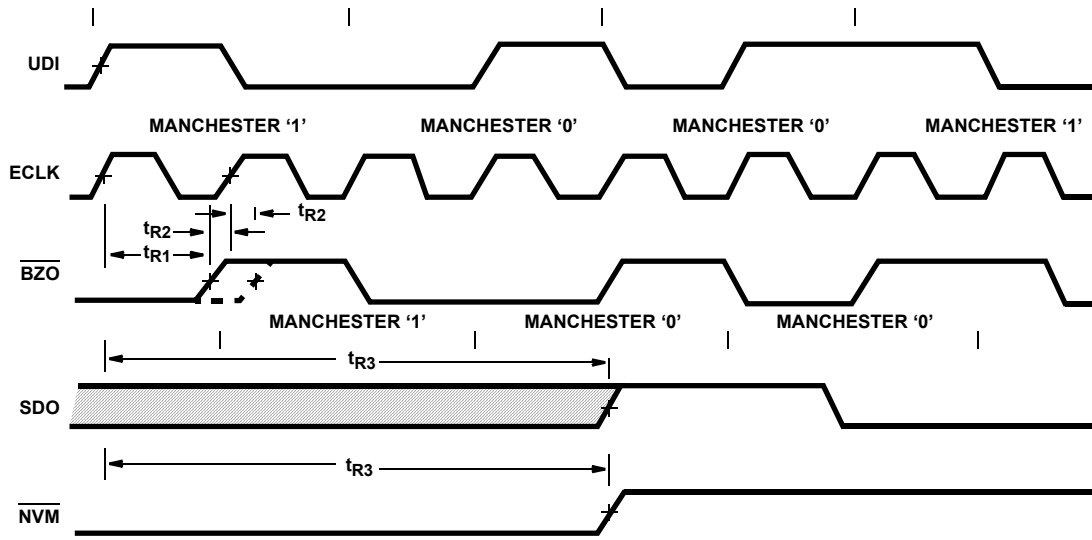 UDI
MANCHESTER ‘1’ MANCHESTER ‘0’ MANCHESTER ‘0’ MANCHESTER ‘1’
ECLK
tR2
tR2
tR1
BZO
MANCHESTER ‘1’ MANCHESTER ‘0’ MANCHESTER ‘0’
tR3
SDO
tR3
NVM